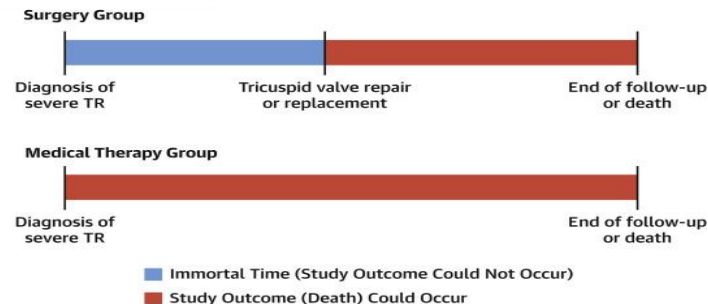 Surgery Group
Diagnosis of
severe TR
Tricuspid valve repair
or replacement
End of follow-up
or death
Medical Therapy Group
Diagnosis of
severe TR
End of follow-up
or death
Immortal Time (Study Outcome Could Not Occur)
Study Outcome (Death) Could Occur